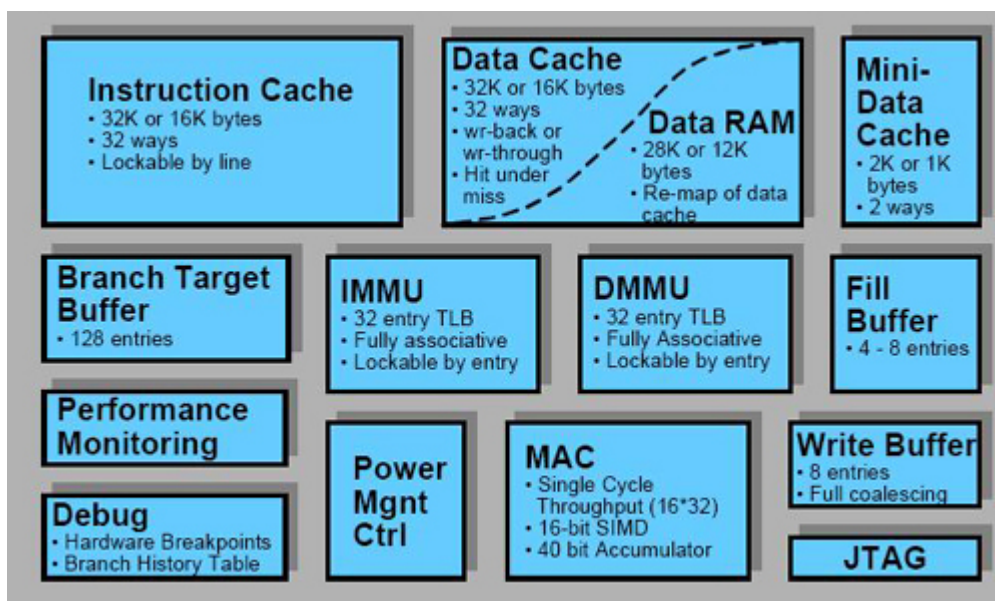 Instruction Cache
• 32K or 16K bytes
• 32 ways
• Lockable by line
Data Cache
• 32K or 16K bytes
• 32 ways
• wr-back or
wr-through
• Hit under
miss
Data RAM
• 28K or 12K
bytes
• Re-map of data
cache
Mini-
Data
Cache
• 2K or 1K
bytes
• 2 ways
Branch Target
Buffer
• 128 entries
IMMU
• 32 entry TLB
• Fully associative
• Lockable by entry
DMMU
• 32 entry TLB
• Fully Associative
• Lockable by entry
Fill
Buffer
• 4 - 8 entries
Performance
Monitoring
Power
Mgnt
Ctrl
MAC
• Single Cycle
Throughput (16*32)
• 16-bit SIMD
• 40 bit Accumulator
Write Buffer
• 8 entries
• Full coalescing
Debug
• Hardware Breakpoints
• Branch History Table
JTAG